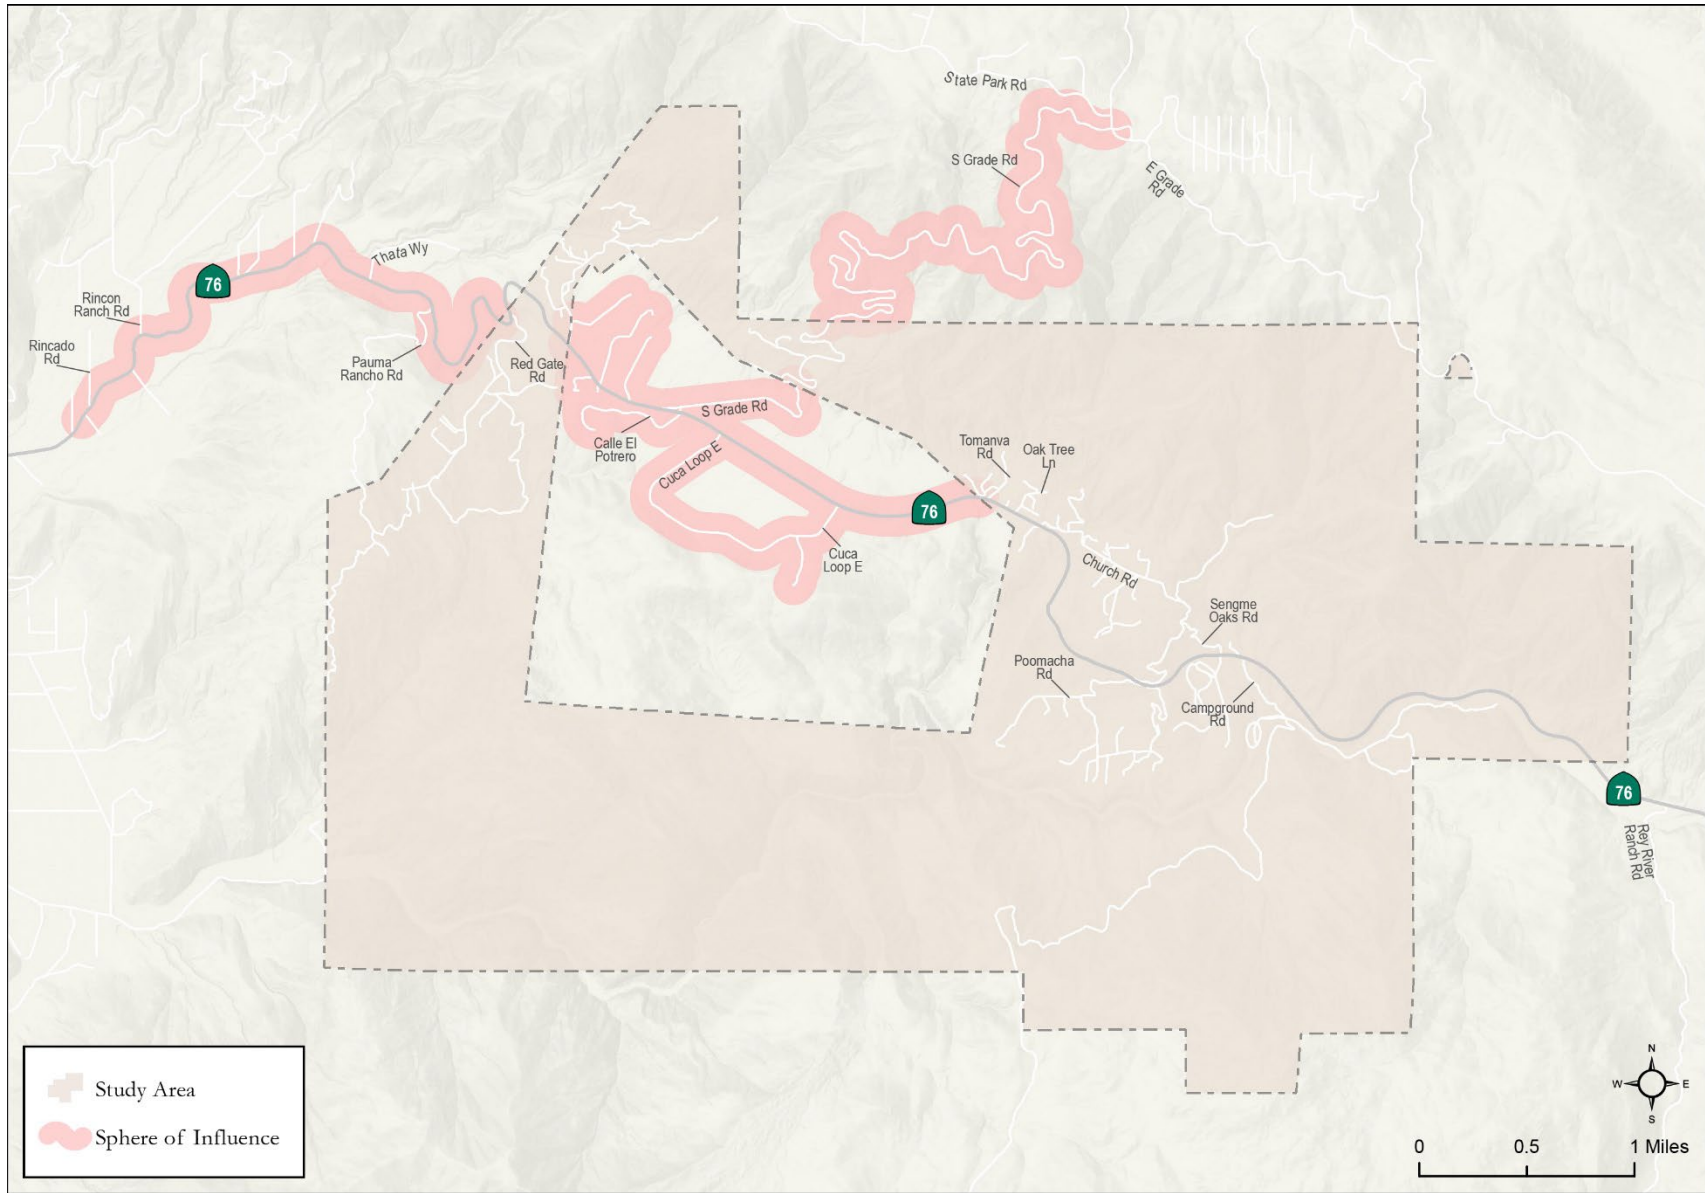 State Park Rd
S Grade Rd
E Grade
Rd
Thata Wy
76
Rincon
Ranch Rd
Rincado
Rd
Pauma
Rancho Rd
Red Gate
Rd
S Grade Rd
Calle El
Potrero
Cuca Loop E
Tomanva
Rd
Oak Tree
Ln
76
Cuca
Loop E
Church Rd
Sengme
Oaks Rd
Poomacha
Rd
Campground
Rd
76
Rey River
Ranch Rd
Study Area
Sphere of Influence
N
W
E
S
0
0.5
1 Miles